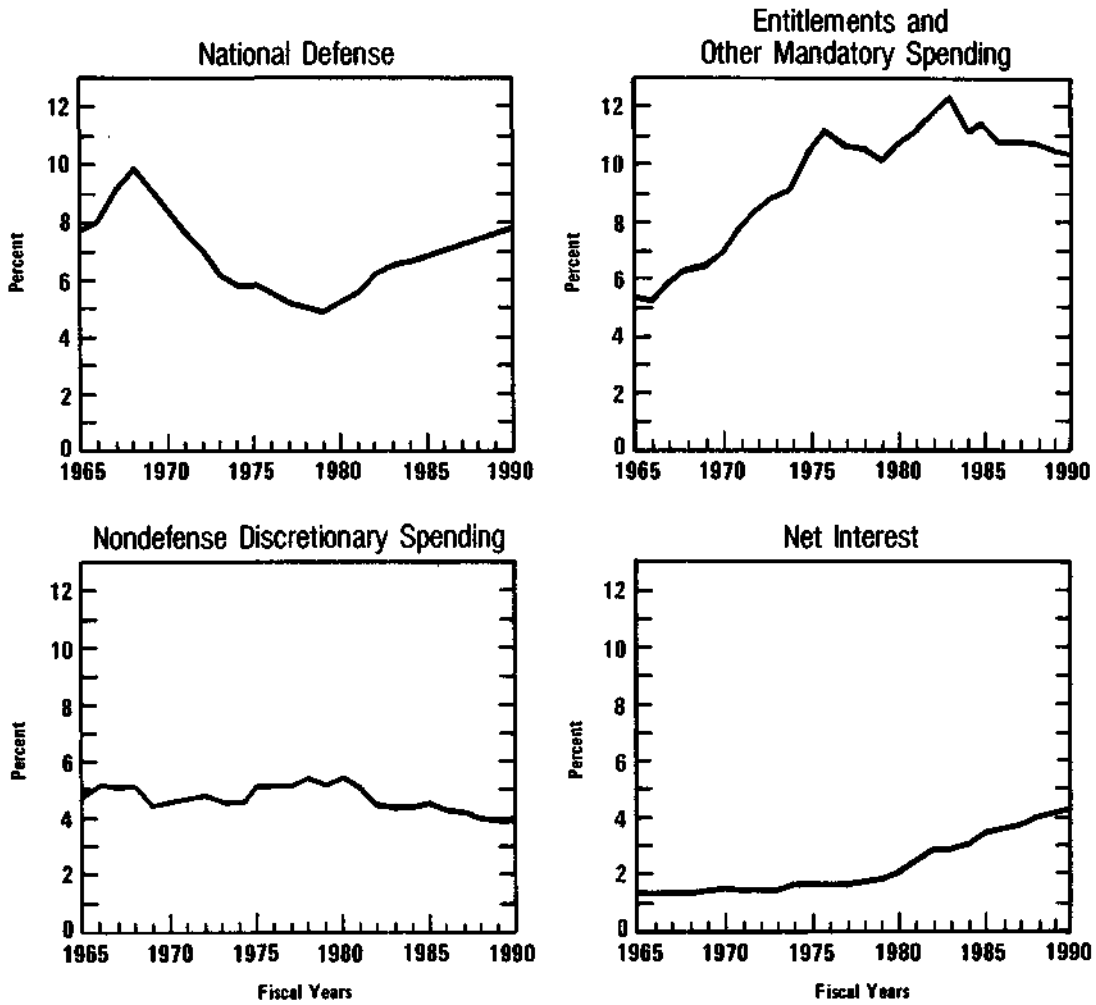 National Defense
Percent
12
10
8
6
4
2
0
1965 1970 1975 1980 1985 1990
Entitlements and
Other Mandatory Spending
Percent
12
10
8
6
4
2
0
1965 1970 1975 1980 1985 1990
Nondefense Discretionary Spending
Percent
12
10
8
6
4
2
0
1965 1970 1975 1980 1985 1990
Fiscal Years
Net Interest
Percent
12
10
8
6
4
2
0
1965 1970 1975 1980 1985 1990
Fiscal Years